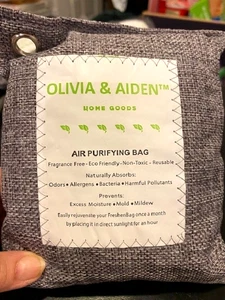 OLIVIA & AIDEN™
HOME GOODS
AIR PURIFYING BAG
Fragrance Free - Eco Friendly - Non-Toxic - Reusable
Naturally Absorbs:
Odors • Allergens • Bacteria • Harmful Pollutants
Prevents:
Excess Moisture • Mold • Mildew
Easily rejuvenate your FreshenBag once a month
by placing it in direct sunlight for an hour